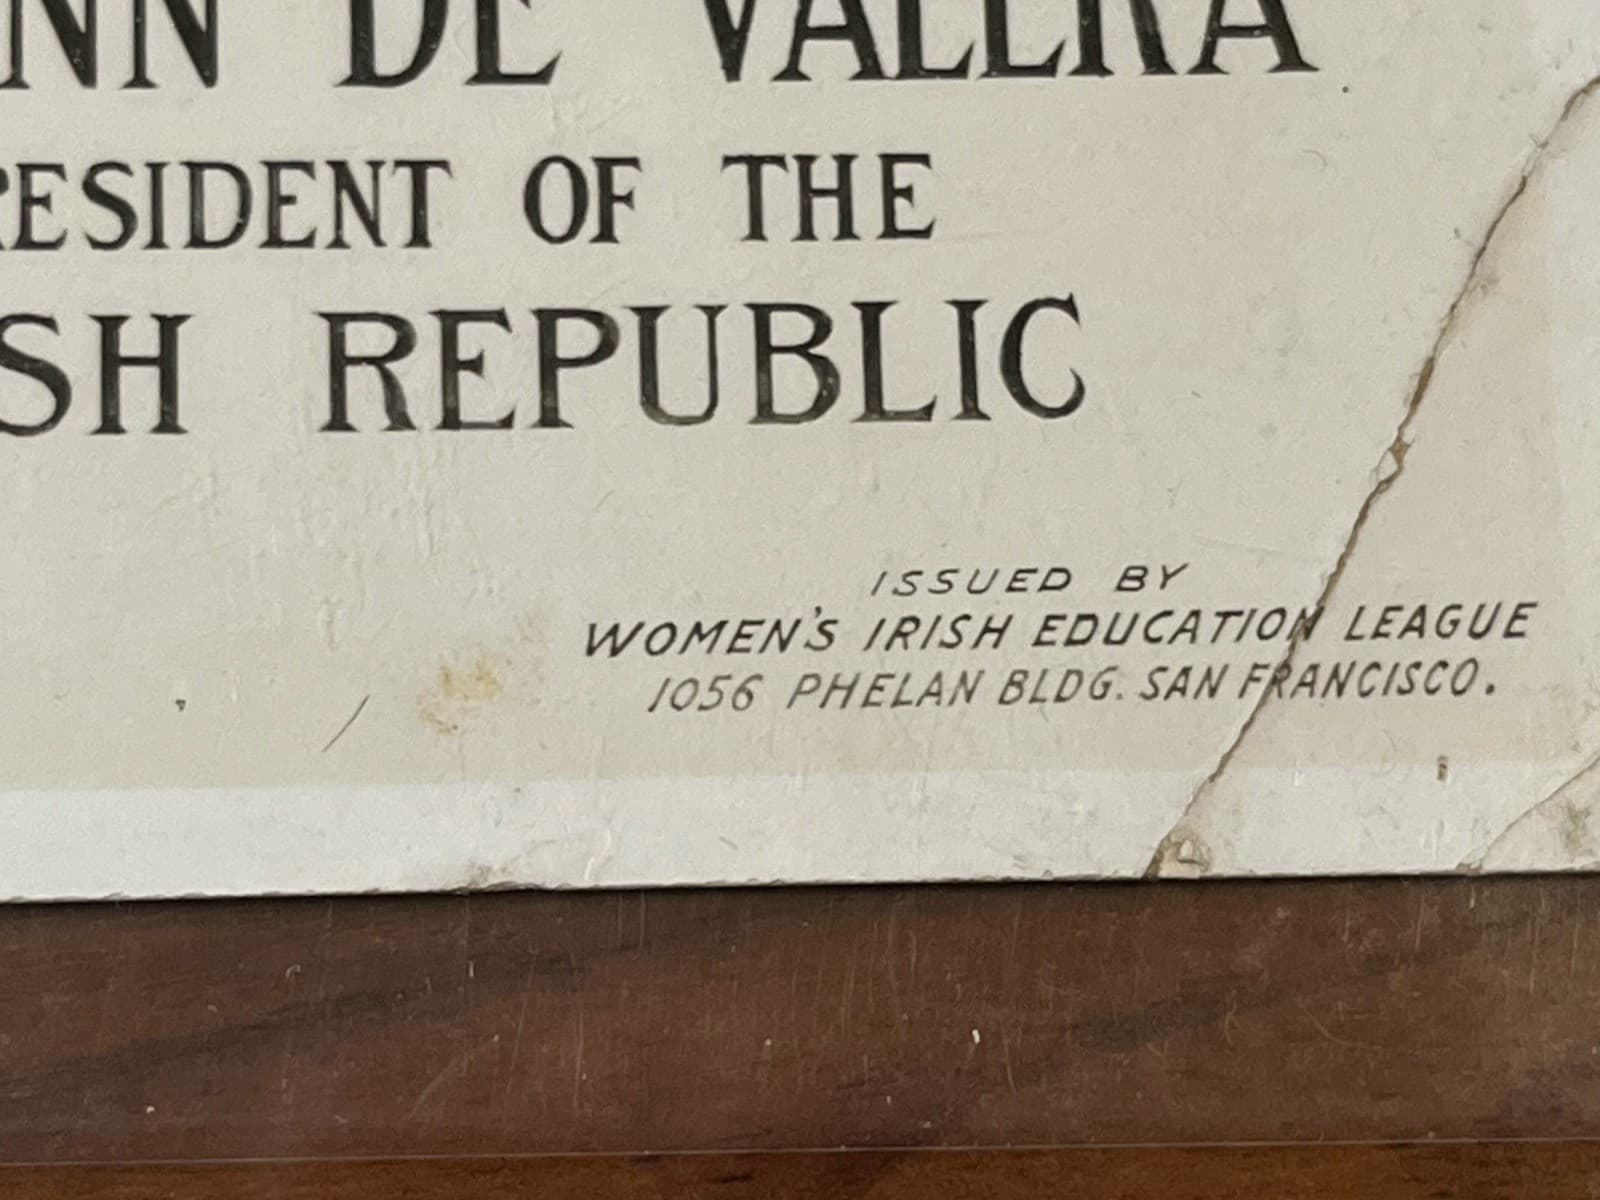 NN DE VALERA
RESIDENT OF THE
SH REPUBLIC
ISSUED BY
WOMEN'S IRISH EDUCATION LEAGUE
1056 PHELAN BLDG. SAN FRANCISCO.